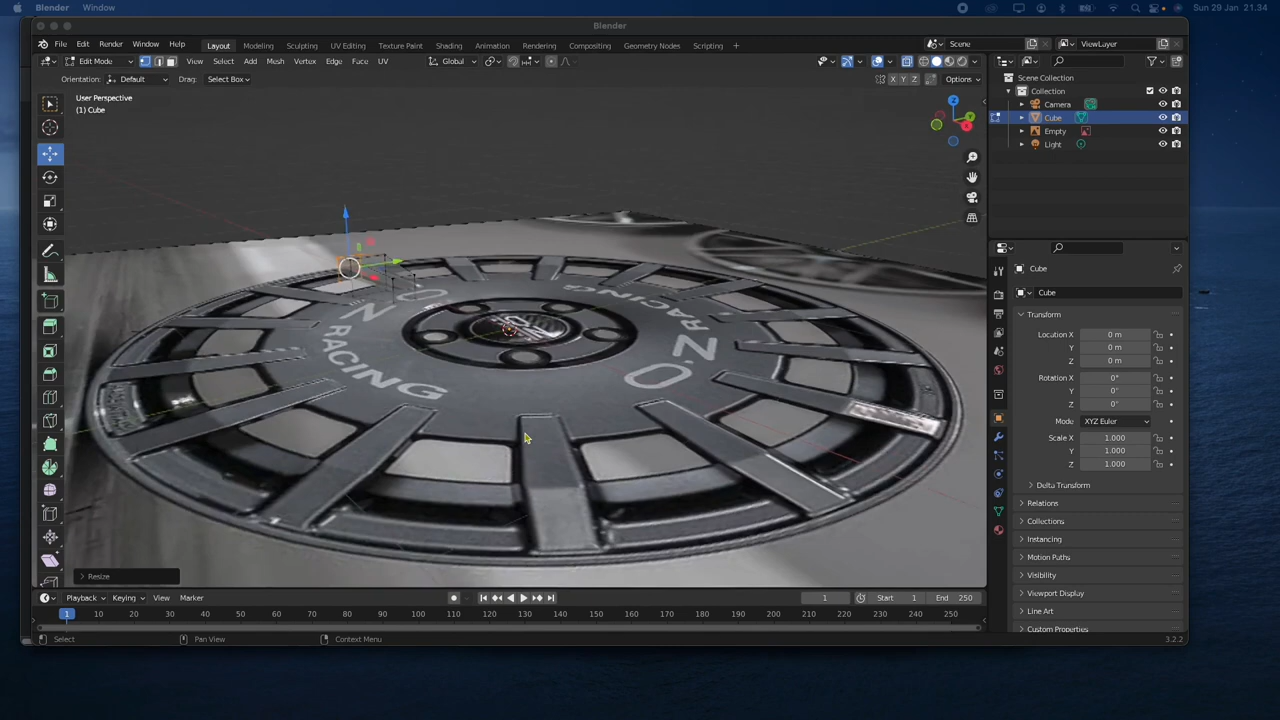 Blender Window Sun 29 Jan 21.34
Blender
File Edit Render Window Help Layout Modeling Sculpting UV Editing Texture Paint Shading Animation Rendering Compositing Geometry Nodes Scripting + Scene ViewLayer
Edit Mode View Select Add Mesh Vertex Edge Face UV Global
Orientation: Default Drag: Select Box X Y Z Options
User Perspective
(1) Cube
Z
Y
X
Scene Collection
Collection
Camera
Cube
Empty
Light
Cube
Cube
Transform
Location X 0 m
Y 0 m
Z 0 m
Rotation X 0°
Y 0°
Z 0°
Mode XYZ Euler
Scale X 1.000
Y 1.000
Z 1.000
Delta Transform
Relations
Collections
Instancing
Motion Paths
Visibility
Viewport Display
Line Art
Custom Properties
O.Z
RACING
O.Z
RACING
OZ
Resize
Playback Keying View Marker 1 Start 1 End 250
1 10 20 30 40 50 60 70 80 90 100 110 120 130 140 150 160 170 180 190 200 210 220 230 240 250
Select Pan View Context Menu 3.2.2